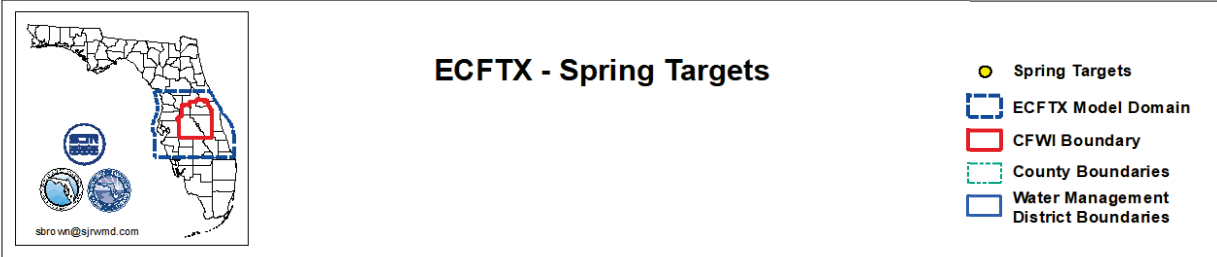 sbrown@sjrwmd.com
ECFTX - Spring Targets
Spring Targets
ECFTX Model Domain
CFWI Boundary
County Boundaries
Water Management
District Boundaries